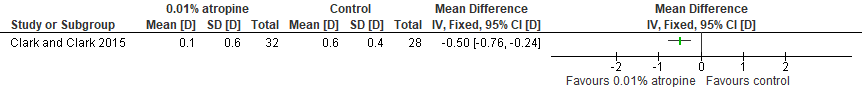 0.01% atropine Control Mean Difference Mean Difference
Study or Subgroup Mean [D] SD [D] Total Mean [D] SD [D] Total IV, Fixed, 95% CI [D] IV, Fixed, 95% CI [D]
Clark and Clark 2015 0.1 0.6 32 0.6 0.4 28 -0.50 [-0.76, -0.24]
-2 -1 0 1 2
Favours 0.01% atropine Favours control